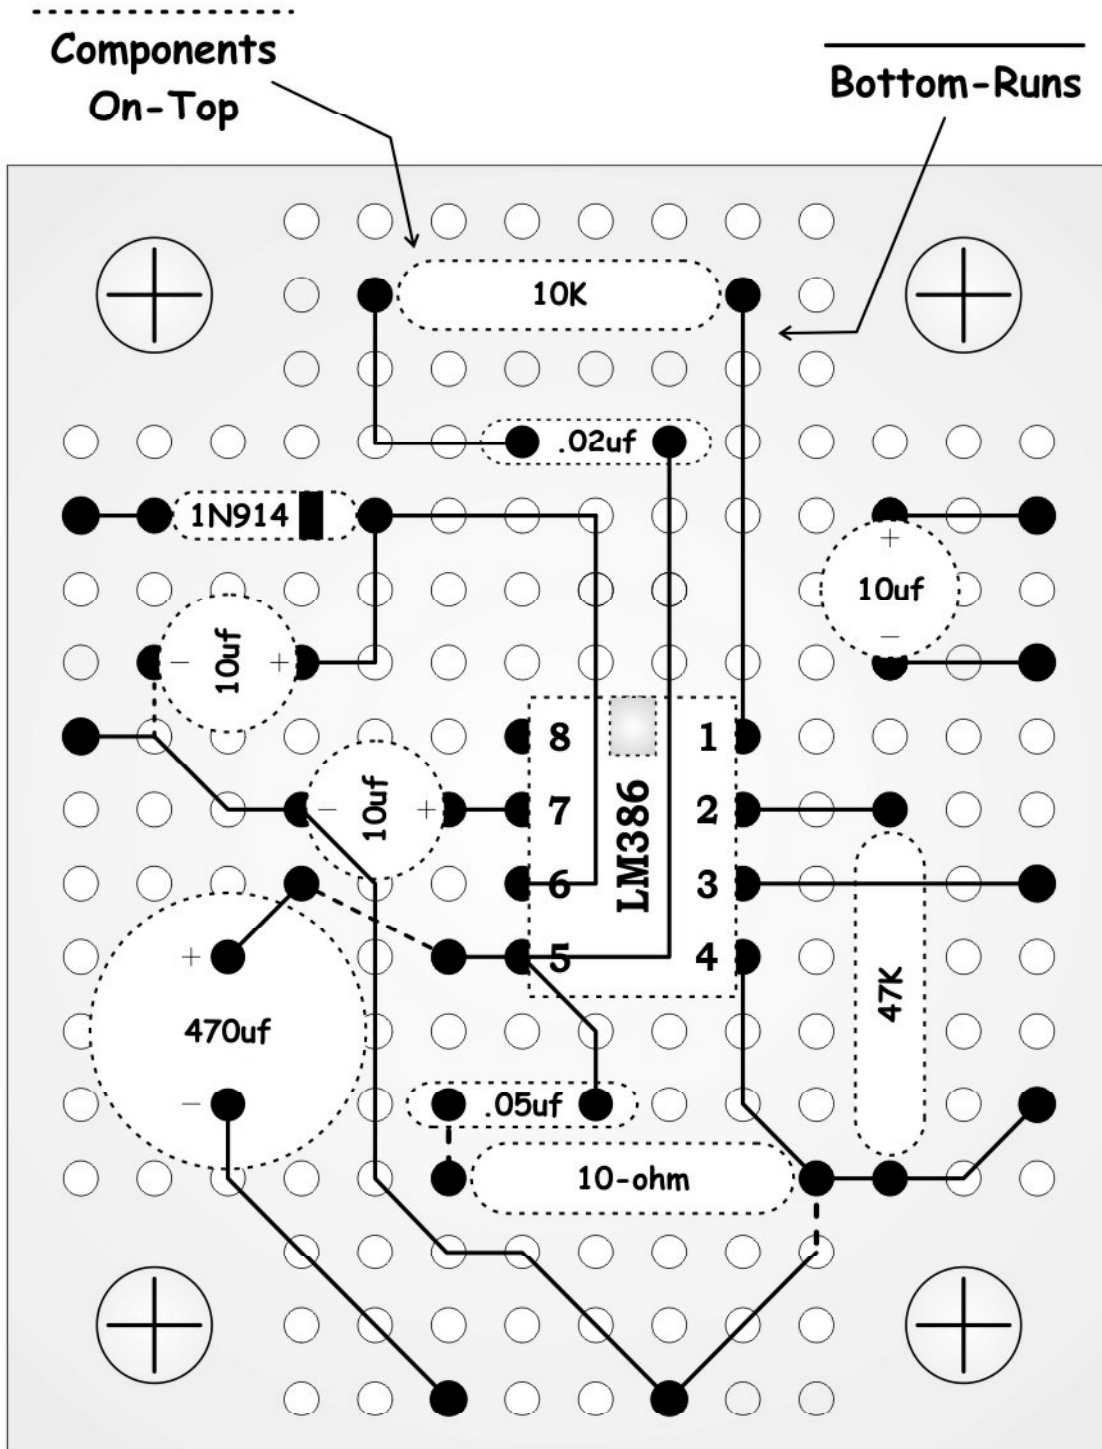 Components
On-Top
Bottom-Runs
10K
.02uf
1N914
+
10uf
−
− 10uf +
8 1
− 10uf +
7 2
LM386
6 3
+
5 4
47K
470uf
−
.05uf
10-ohm